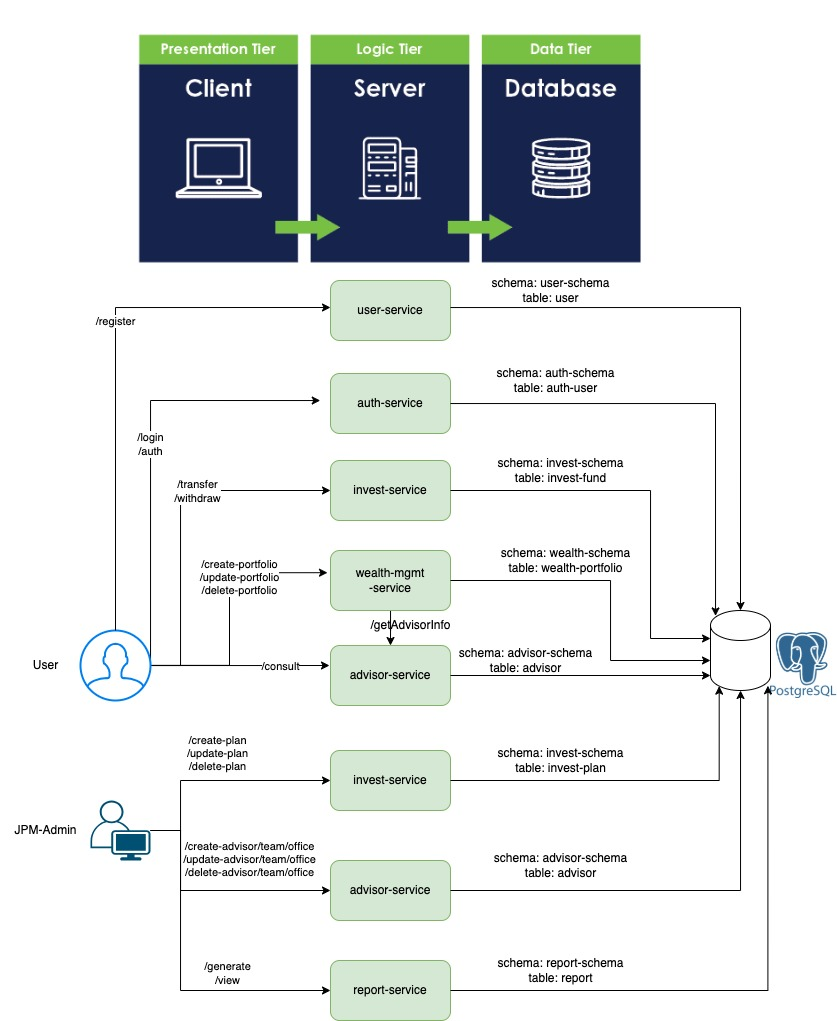 Presentation Tier
Logic Tier
Data Tier
Client
Server
Database
schema: user-schema
table: user
user-service
/register
schema: auth-schema
table: auth-user
auth-service
/login
/auth
schema: invest-schema
table: invest-fund
/transfer
/withdraw
invest-service
schema: wealth-schema
table: wealth-portfolio
/create-portfolio
/update-portfolio
/delete-portfolio
wealth-mgmt
-service
/getAdvisorInfo
schema: advisor-schema
table: advisor
User
/consult
advisor-service
PostgreSQL
/create-plan
/update-plan
/delete-plan
schema: invest-schema
table: invest-plan
invest-service
JPM-Admin
/create-advisor/team/office
/update-advisor/team/office
/delete-advisor/team/office
schema: advisor-schema
table: advisor
advisor-service
/generate
/view
schema: report-schema
table: report
report-service